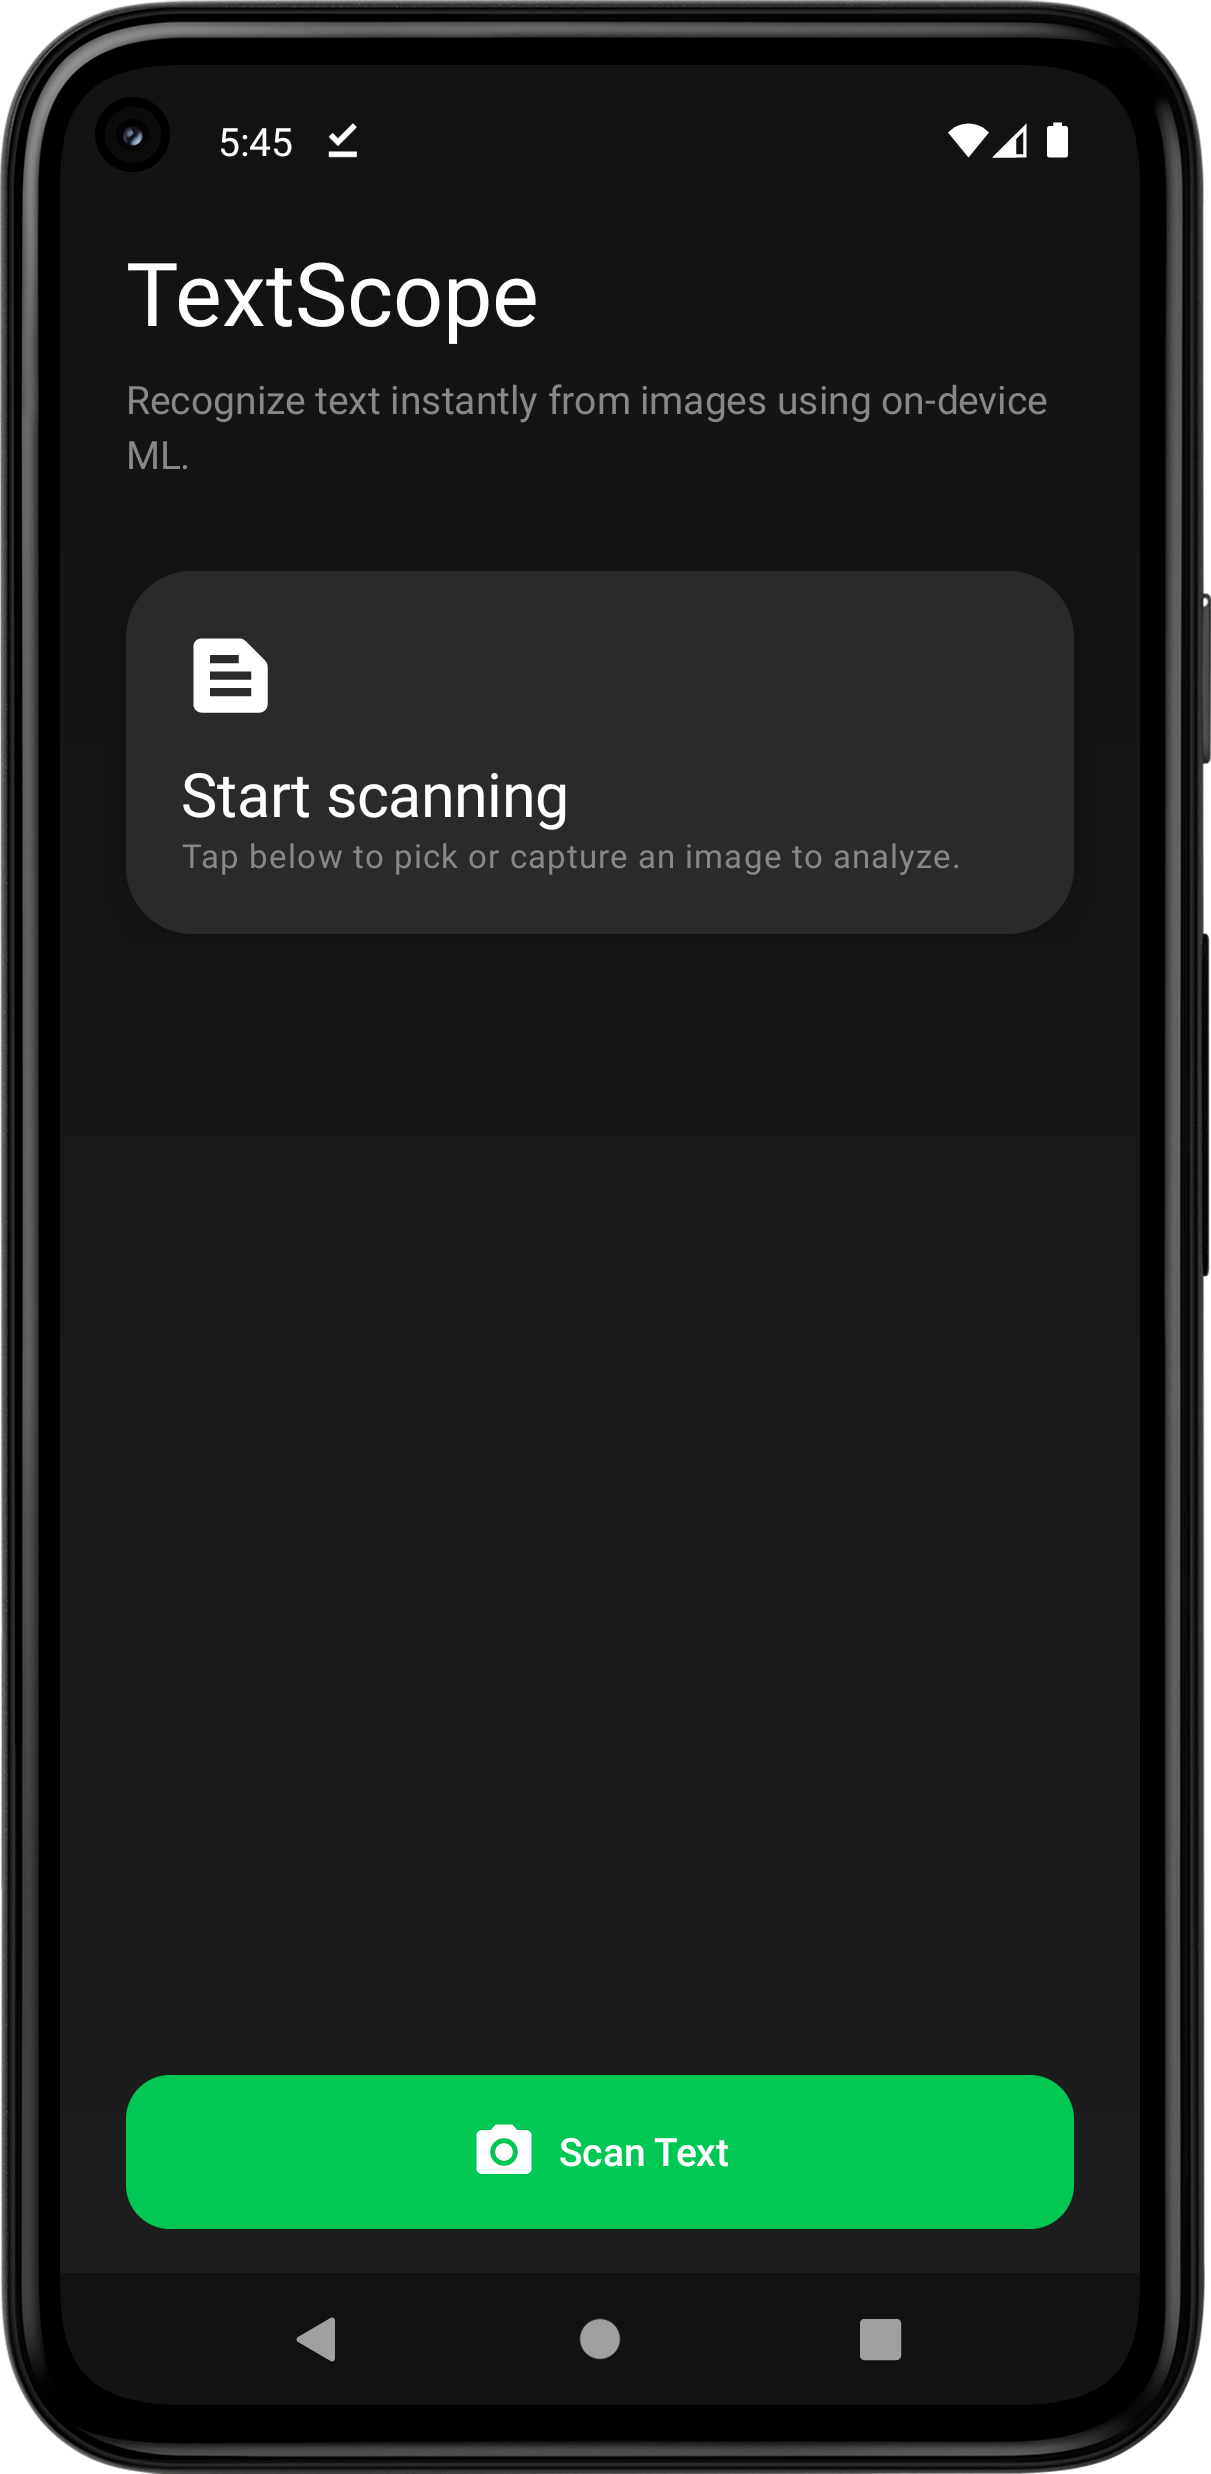 5:45
TextScope
Recognize text instantly from images using on-device
ML.
Start scanning
Tap below to pick or capture an image to analyze.
Scan Text